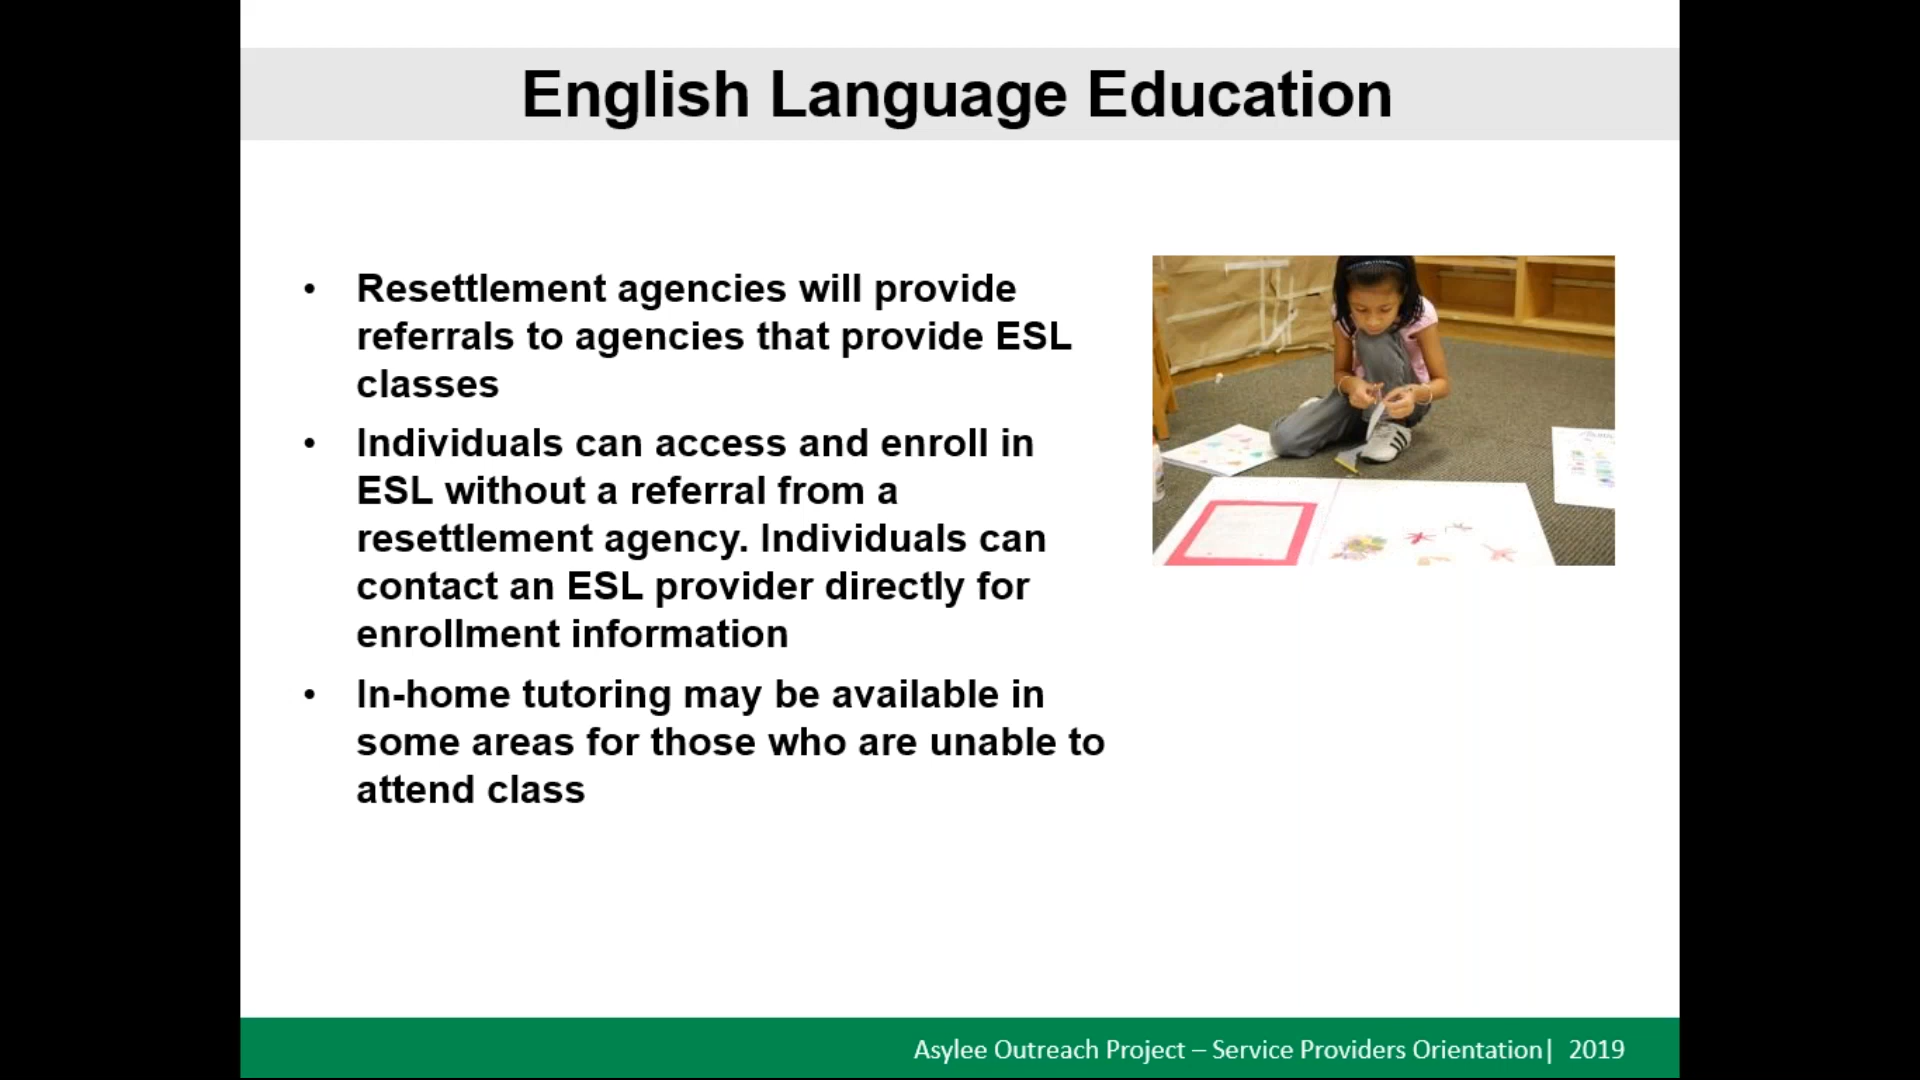 English Language Education
• Resettlement agencies will provide
referrals to agencies that provide ESL
classes
• Individuals can access and enroll in
ESL without a referral from a
resettlement agency. Individuals can
contact an ESL provider directly for
enrollment information
• In-home tutoring may be available in
some areas for those who are unable to
attend class
Asylee Outreach Project – Service Providers Orientation| 2019